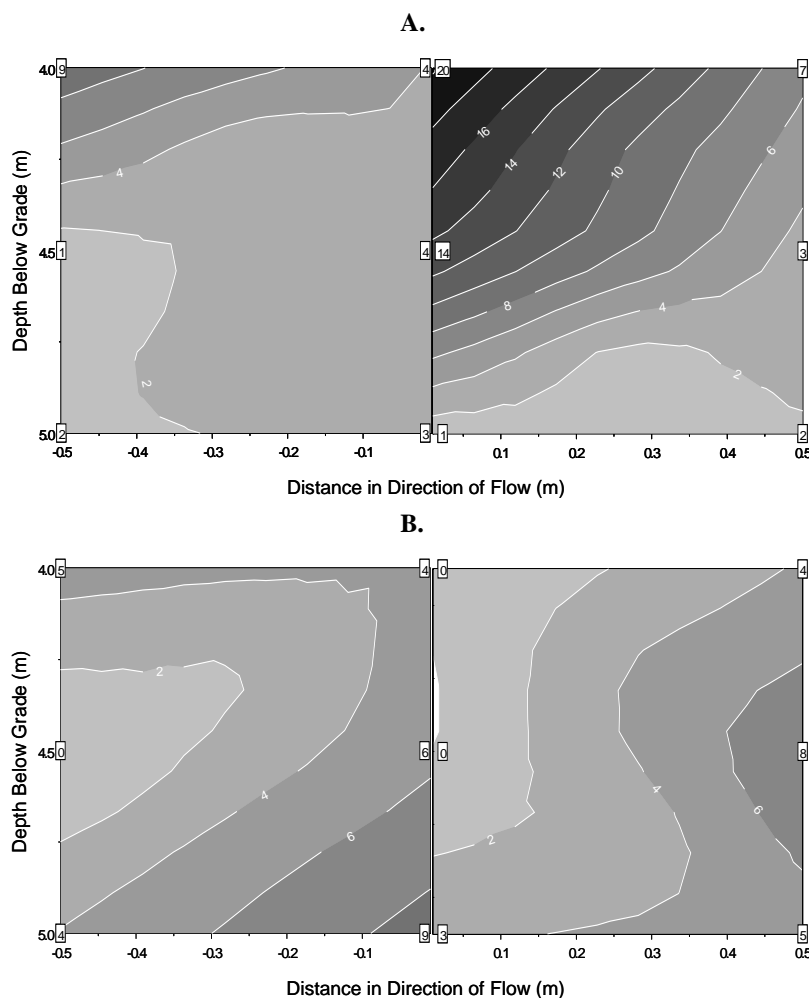 A.
4.0 9 4 20 7
16
14 12 10 6
4
4.5 1 4 14 3
8 4
2 2
5.0 2 3 1 2
-0.5 -0.4 -0.3 -0.2 -0.1 0.1 0.2 0.3 0.4 0.5
Depth Below Grade (m)
Distance in Direction of Flow (m)
B.
4.0 5 4 0 4
2
4.5 0 6 0 8
4 4
6 6
2
5.0 4 9 3 5
-0.5 -0.4 -0.3 -0.2 -0.1 0.1 0.2 0.3 0.4 0.5
Depth Below Grade (m)
Distance in Direction of Flow (m)